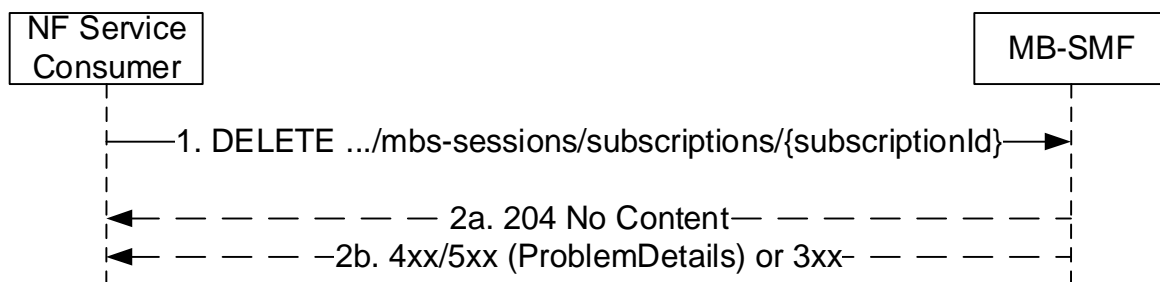 NF Service
Consumer
MB-SMF
1. DELETE .../mbs-sessions/subscriptions/{subscriptionId}
2a. 204 No Content
2b. 4xx/5xx (ProblemDetails) or 3xx